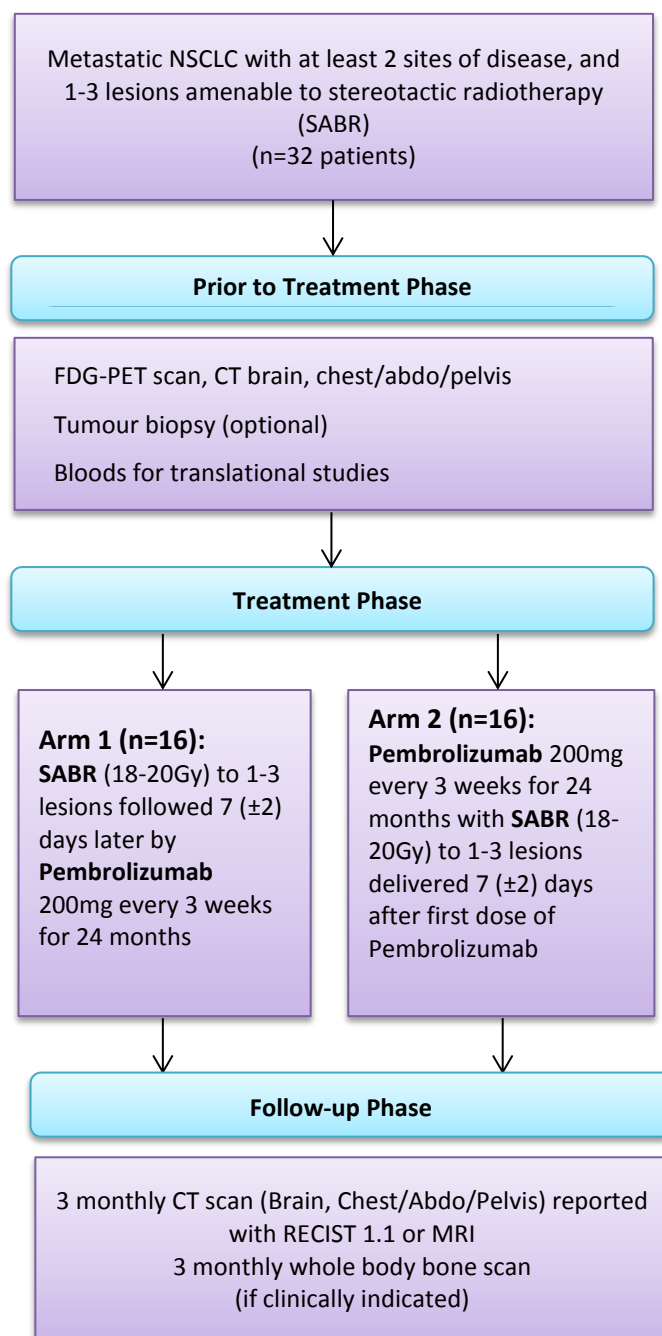 Metastatic NSCLC with at least 2 sites of disease, and
1-3 lesions amenable to stereotactic radiotherapy
(SABR)
(n=32 patients)
Prior to Treatment Phase
FDG-PET scan, CT brain, chest/abdo/pelvis
Tumour biopsy (optional)
Bloods for translational studies
Treatment Phase
Arm 1 (n=16):
SABR (18-20Gy) to 1-3
lesions followed 7 (±2)
days later by
Pembrolizumab
200mg every 3 weeks
for 24 months
Arm 2 (n=16):
Pembrolizumab 200mg
every 3 weeks for 24
months with SABR (18-
20Gy) to 1-3 lesions
delivered 7 (±2) days
after first dose of
Pembrolizumab
Follow-up Phase
3 monthly CT scan (Brain, Chest/Abdo/Pelvis) reported
with RECIST 1.1 or MRI
3 monthly whole body bone scan
(if clinically indicated)